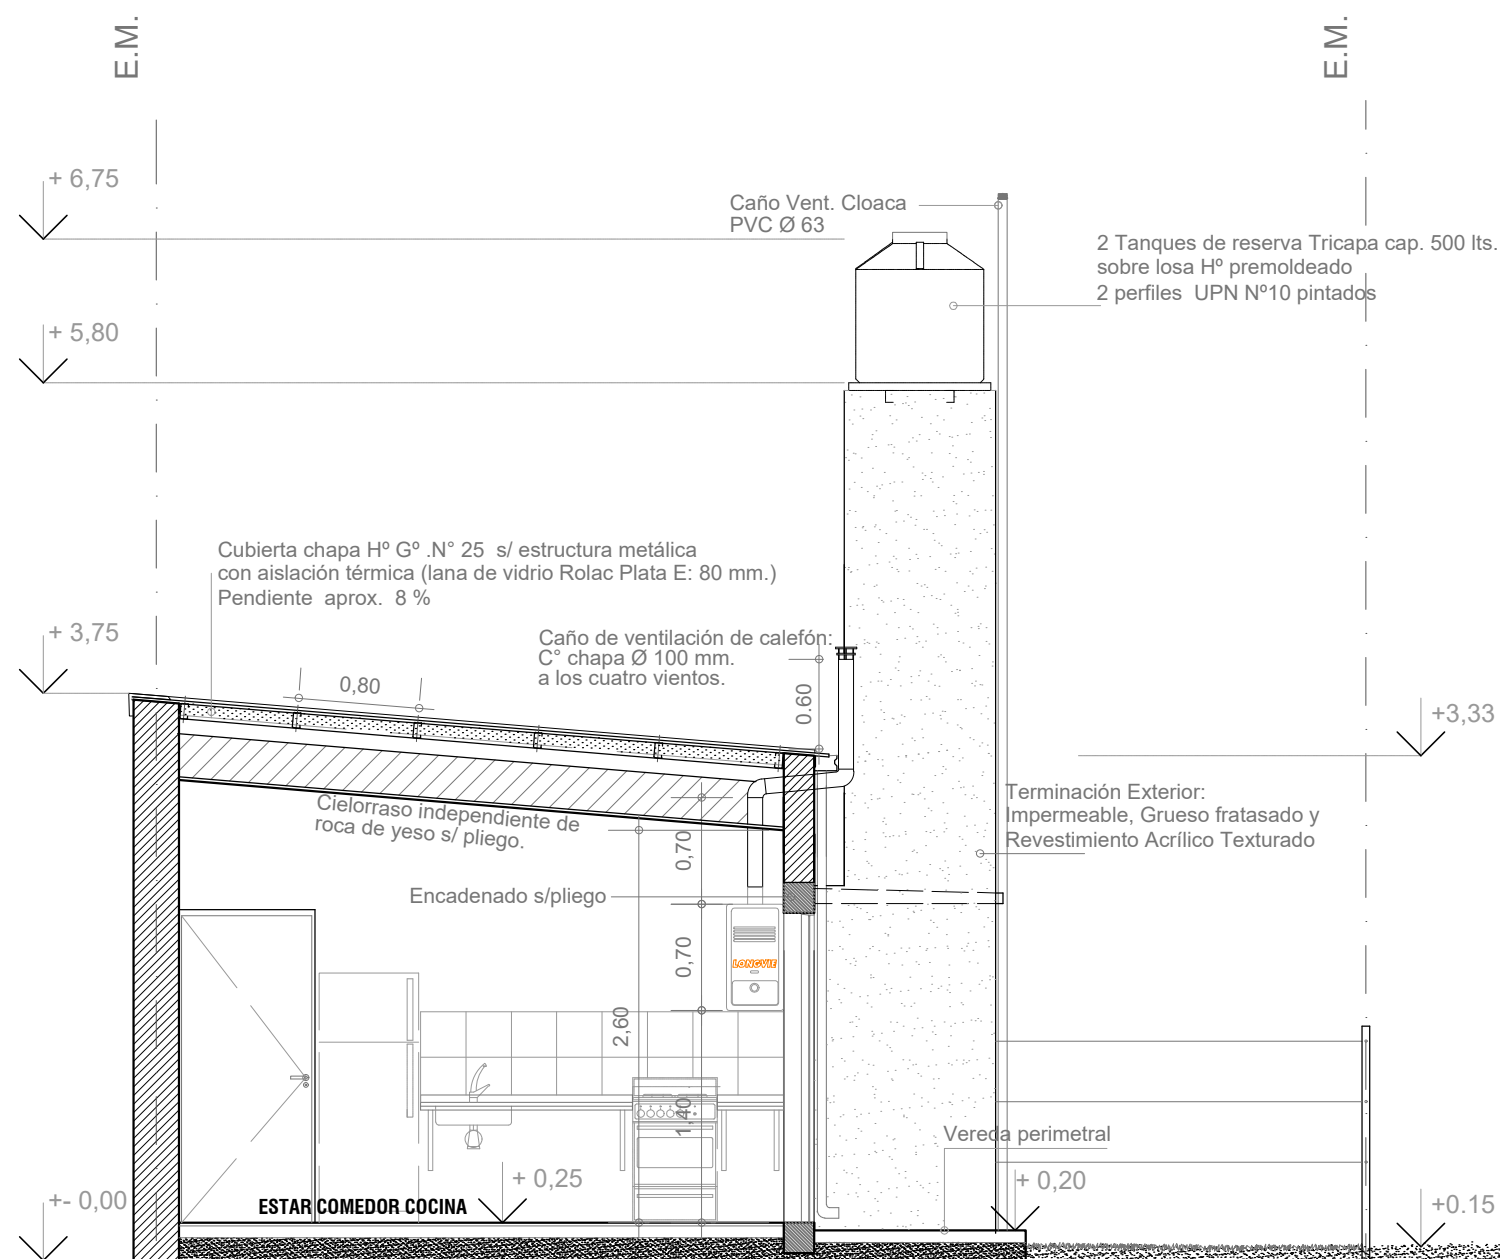 E.M.
E.M.
+ 6,75
Caño Vent. Cloaca
PVC Ø 63
2 Tanques de reserva Tricapa cap. 500 lts.
sobre losa Hº premoldeado
2 perfiles UPN Nº10 pintados
+ 5,80
Cubierta chapa Hº Gº .N° 25 s/ estructura metálica
con aislación térmica (lana de vidrio Rolac Plata E: 80 mm.)
Pendiente aprox. 8 %
+ 3,75
Caño de ventilación de calefón:
C° chapa Ø 100 mm.
a los cuatro vientos.
0,80
0.60
+3,33
Terminación Exterior:
Impermeable, Grueso fratasado y
Revestimiento Acrílico Texturado
Cielorraso independiente de
roca de yeso s/ pliego.
0,70
Encadenado s/pliego
0,70
LONGVIE
2,60
1,40
Vereda perimetral
+ 0,25
+ 0,20
+- 0,00
ESTAR COMEDOR COCINA
+0.15